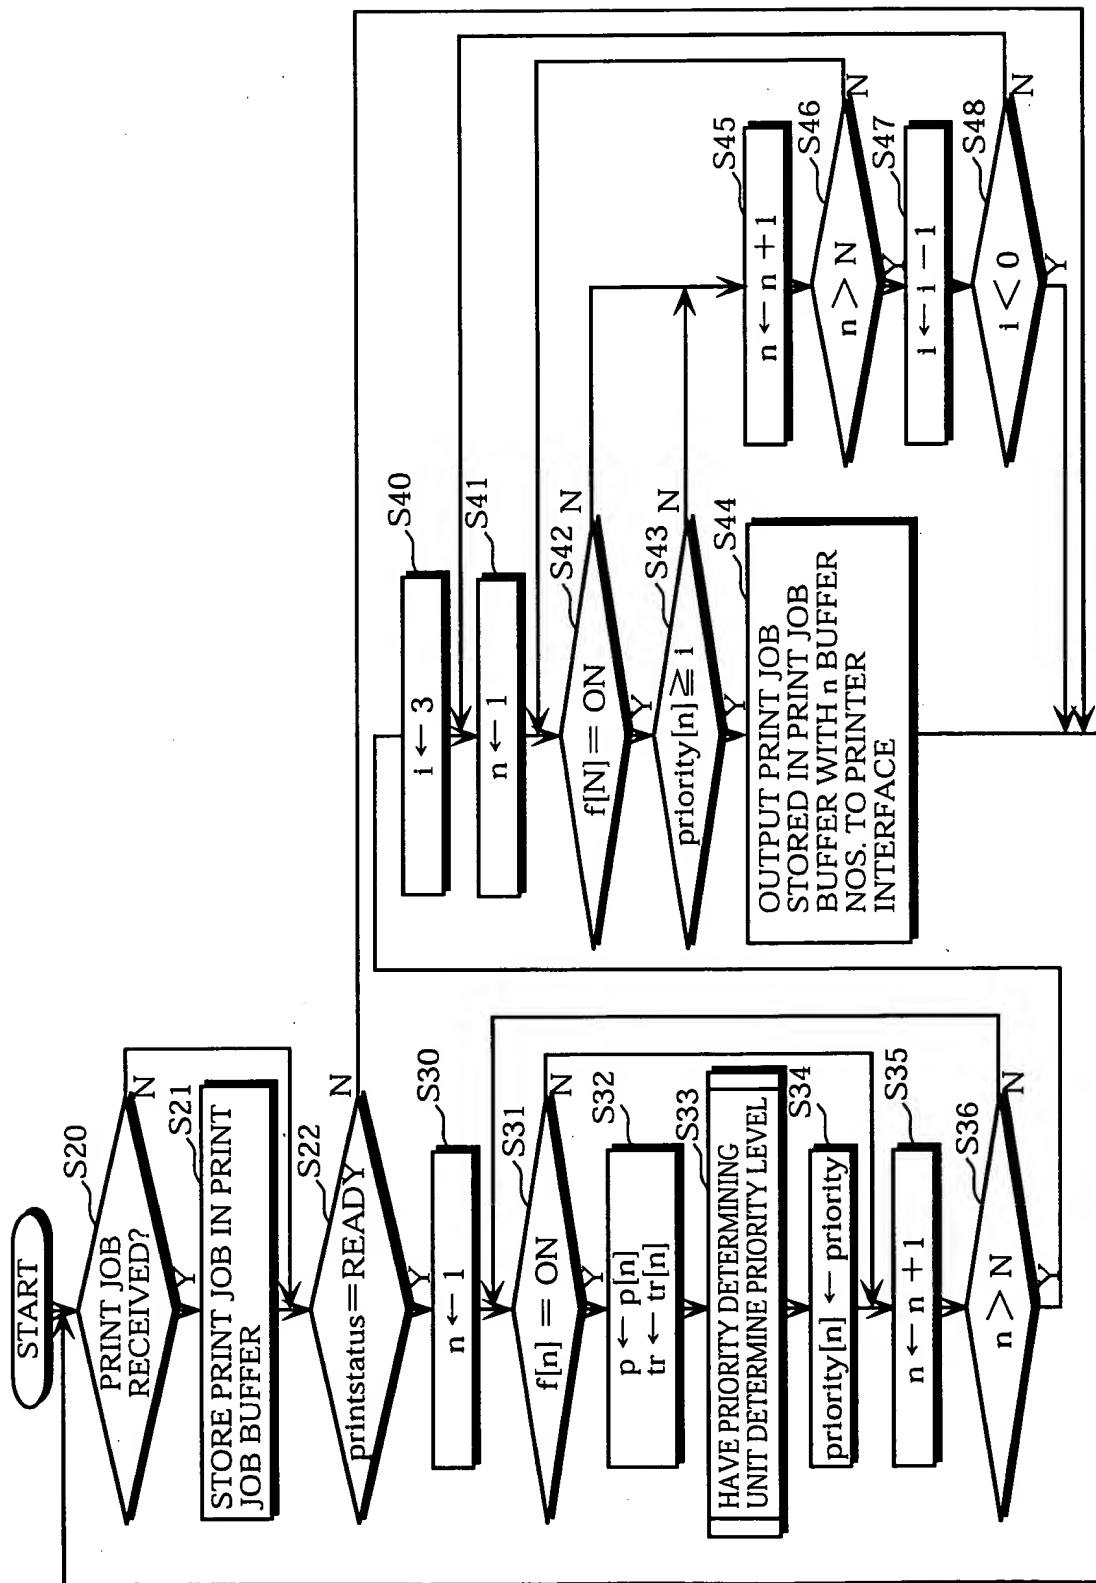 START
S20
PRINT JOB
RECEIVED?
N
Y
S21
STORE PRINT JOB IN PRINT
JOB BUFFER
S22
printstatus=READY
N
Y
S30
n ← 1
S31
f[n] = ON
N
Y
S32
p ← p[n]
tr ← tr[n]
S33
HAVE PRIORITY DETERMINING
UNIT DETERMINE PRIORITY LEVEL
S34
priority[n] ← priority
S35
n ← n + 1
S36
n > N
N
Y
S40
i ← 3
S41
n ← 1
S42
f[N] = ON
N
Y
S43
priority[n] ≧ i
N
Y
S44
OUTPUT PRINT JOB
STORED IN PRINT JOB
BUFFER WITH n BUFFER
NOS. TO PRINTER
INTERFACE
S45
n ← n + 1
S46
n > N
N
Y
S47
i ← i − 1
S48
i < 0
N
Y